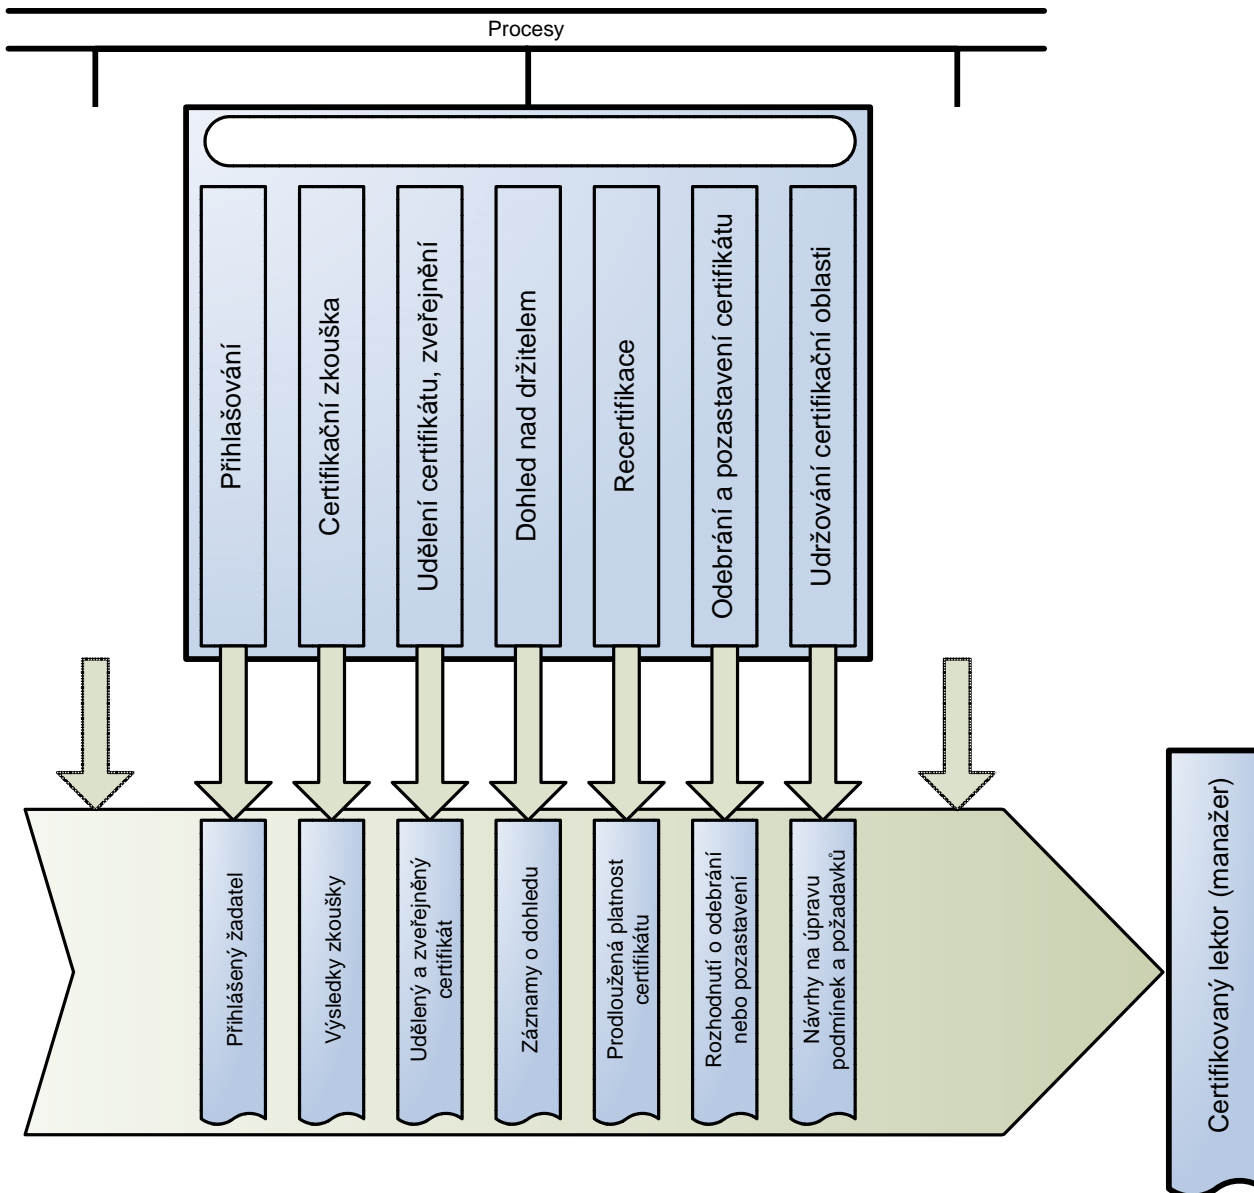 Procesy
Přihlašování
Certifikační zkouška
Udělení certifikátu, zveřejnění
Dohled nad držitelem
Recertifikace
Odebrání a pozastavení certifikátu
Udržování certifikační oblasti
Přihlášený žadatel
Výsledky zkoušky
Udělený a zveřejněný
certifikát
Záznamy o dohledu
Prodloužená platnost
certifikátu
Rozhodnutí o odebrání
nebo pozastavení
Návrhy na úpravu
podmínek a požadavků
Certifikovaný lektor (manažer)